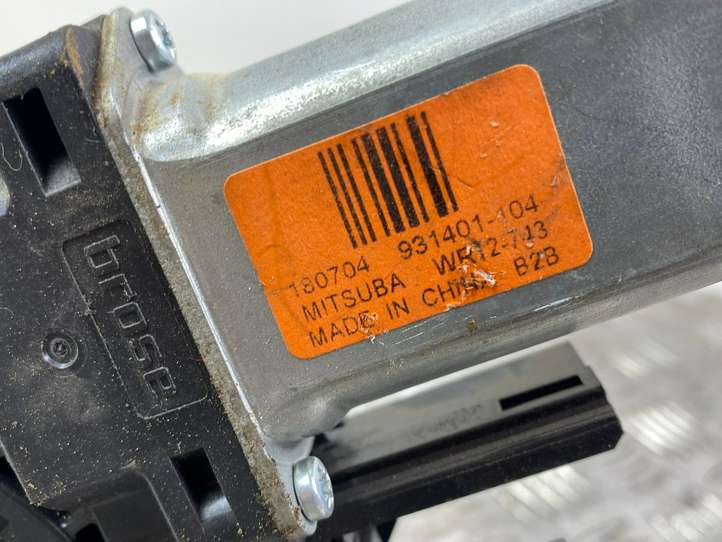 180704 931401-104
MITSUBA WR12-743
MADE IN CHINA B2B
brose